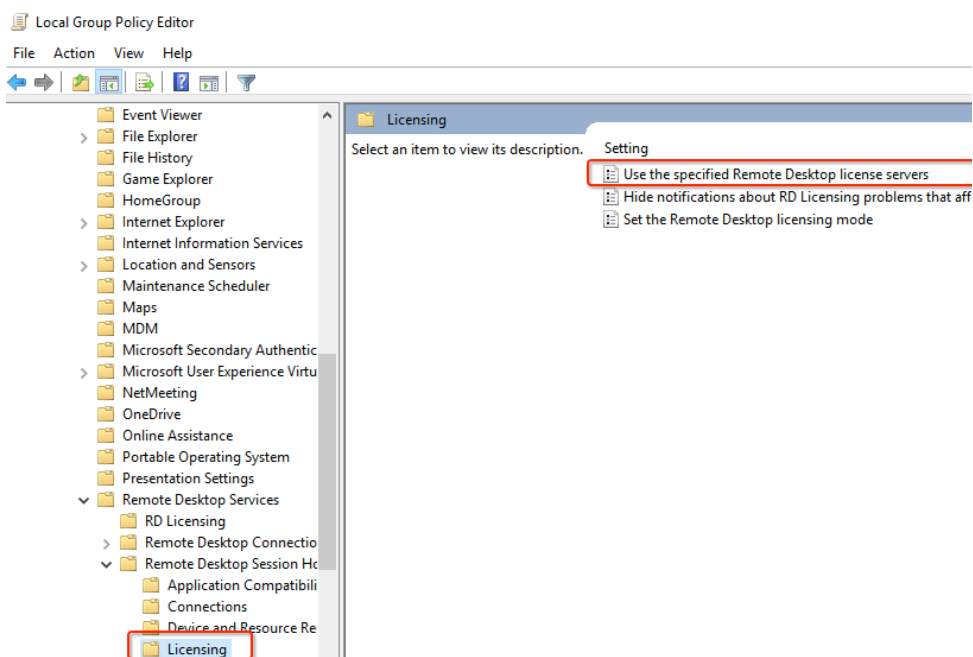 Local Group Policy Editor
File Action View Help
Event Viewer
File Explorer
File History
Game Explorer
HomeGroup
Internet Explorer
Internet Information Services
Location and Sensors
Maintenance Scheduler
Maps
MDM
Microsoft Secondary Authentic
Microsoft User Experience Virtu
NetMeeting
OneDrive
Online Assistance
Portable Operating System
Presentation Settings
Remote Desktop Services
RD Licensing
Remote Desktop Connectio
Remote Desktop Session Ho
Application Compatibili
Connections
Device and Resource Re
Licensing
Licensing
Select an item to view its description.
Setting
Use the specified Remote Desktop license servers
Hide notifications about RD Licensing problems that aff
Set the Remote Desktop licensing mode